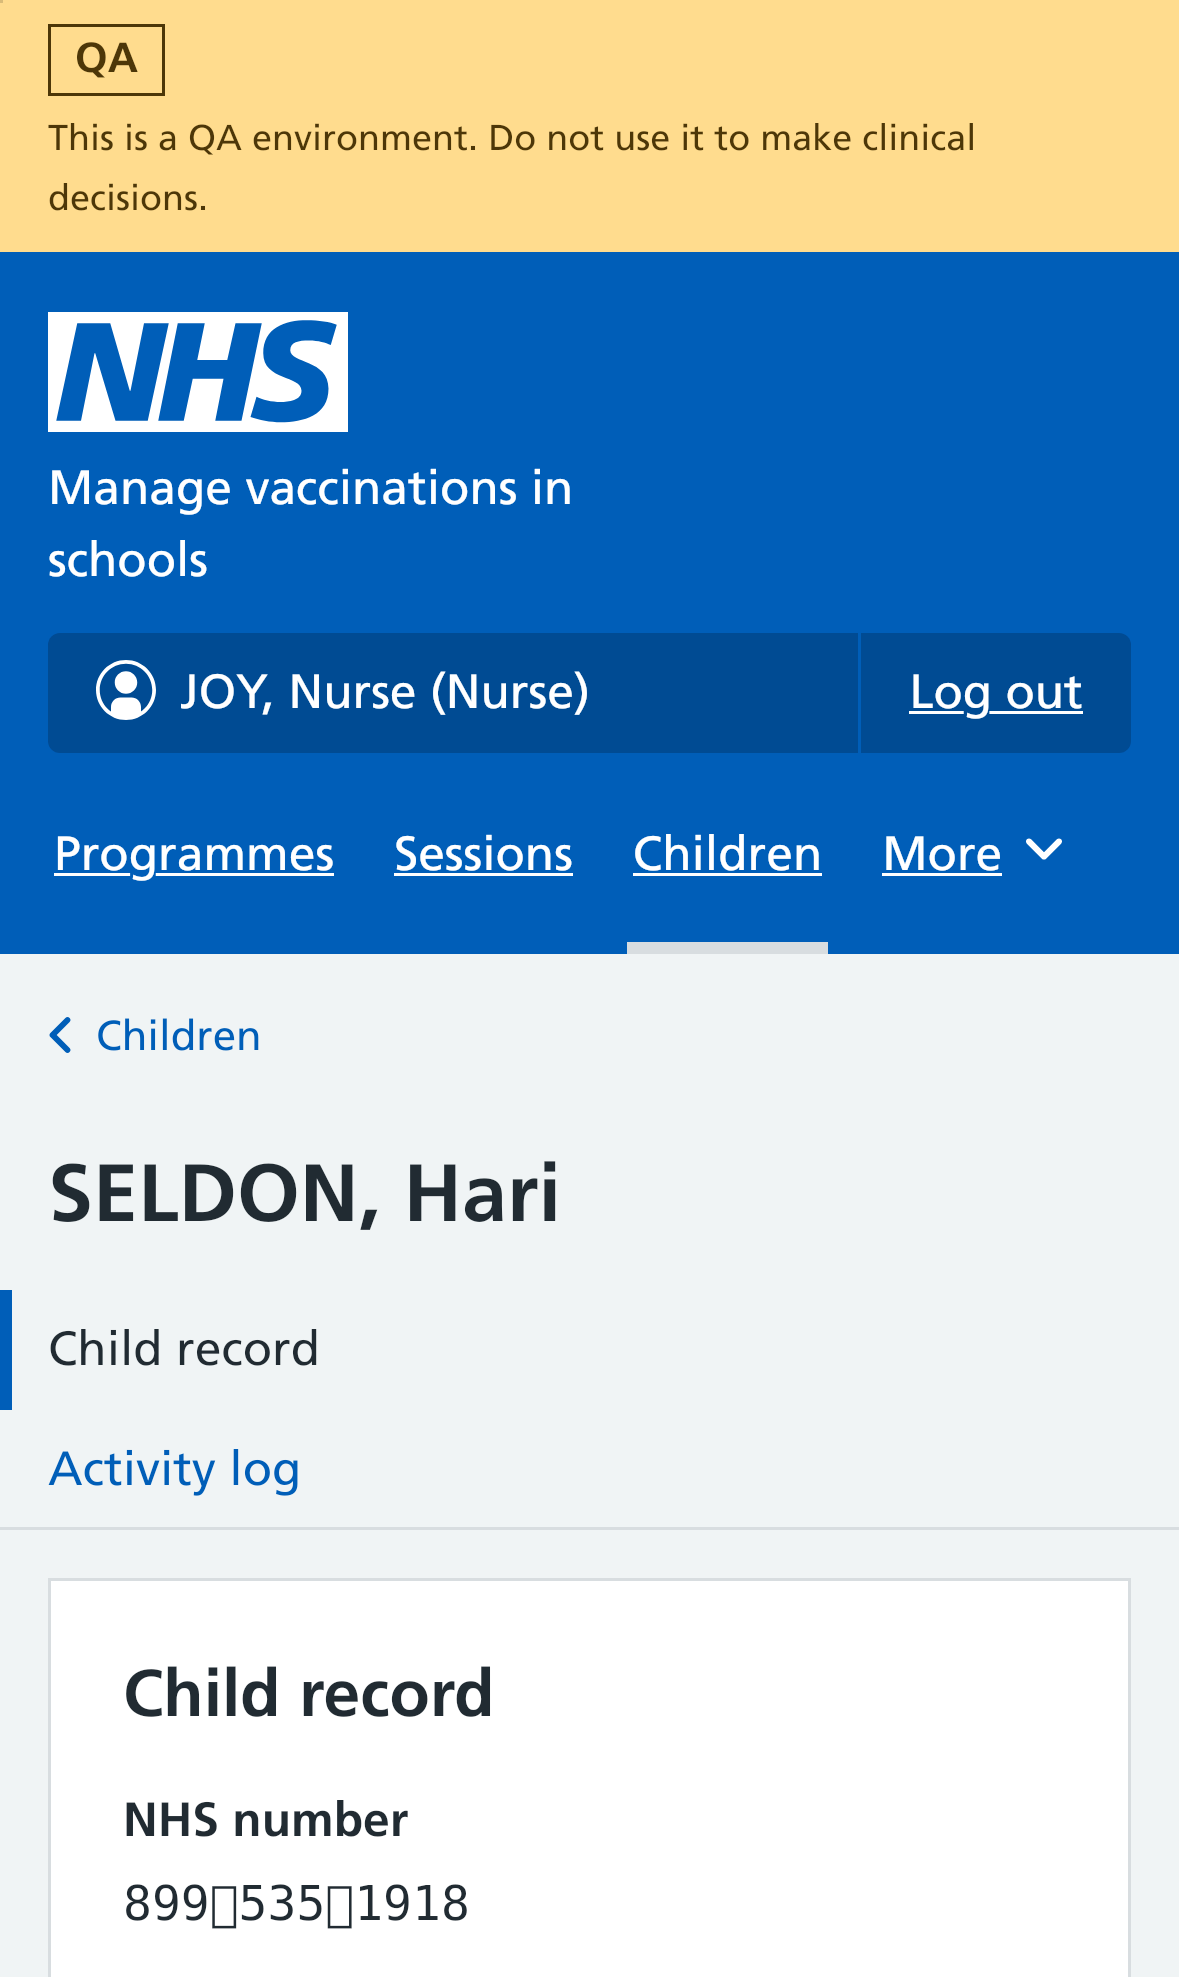 QA
This is a QA environment. Do not use it to make clinical
decisions.
NHS
Manage vaccinations in
schools
JOY, Nurse (Nurse)
Log out
Programmes
Sessions
Children
More
Children
SELDON, Hari
Child record
Activity log
Child record
NHS number
899▯535▯1918